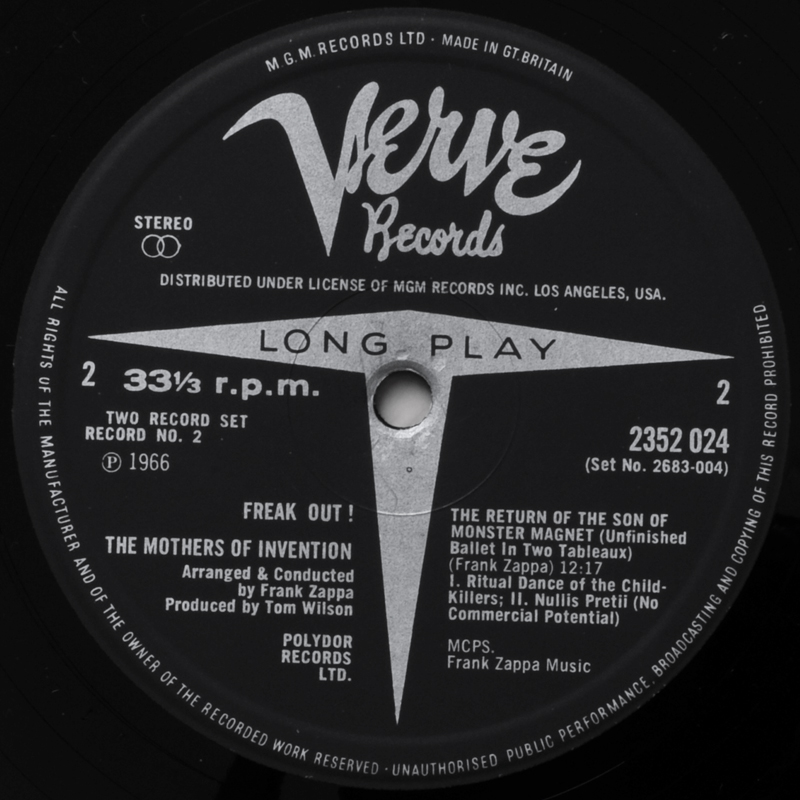 M.G.M. RECORDS LTD · MADE IN GT. BRITAIN
Verve
Records
STEREO
DISTRIBUTED UNDER LICENSE OF MGM RECORDS INC. LOS ANGELES, USA.
LONG PLAY
2 33⅓ r.p.m.
2
TWO RECORD SET
RECORD NO. 2
Ⓟ 1966
2352 024
(Set No. 2683-004)
FREAK OUT !
THE MOTHERS OF INVENTION
Arranged & Conducted
by Frank Zappa
Produced by Tom Wilson
POLYDOR
RECORDS
LTD.
THE RETURN OF THE SON OF
MONSTER MAGNET (Unfinished
Ballet In Two Tableaux)
(Frank Zappa) 12:17
I. Ritual Dance of the Child-
Killers; II. Nullis Pretii (No
Commercial Potential)
MCPS.
Frank Zappa Music
ALL RIGHTS OF THE MANUFACTURER AND OF THE OWNER OF THE RECORDED WORK RESERVED · UNAUTHORISED PUBLIC PERFORMANCE, BROADCASTING AND COPYING OF THIS RECORD PROHIBITED.